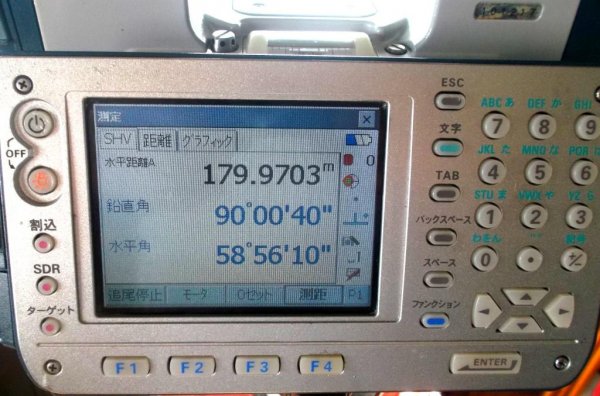 測定
SHV 距離 グラフィック
水平距離A 179.9703m
鉛直角 90°00'40"
水平角 58°56'10"
0
追尾停止 モータ 0セット 測距 P1
OFF
割込
SDR
ターゲット
F1 F2 F3 F4
ESC
文字
TAB
バックスペース
スペース
ファンクション
ABC あ DEF か GHI
7 8 9
JKL た MNO な PQR は
4 5 6
STU ま VWX や YZ ら
1 2 3
わをん 記号
0 . +/-
ENTER